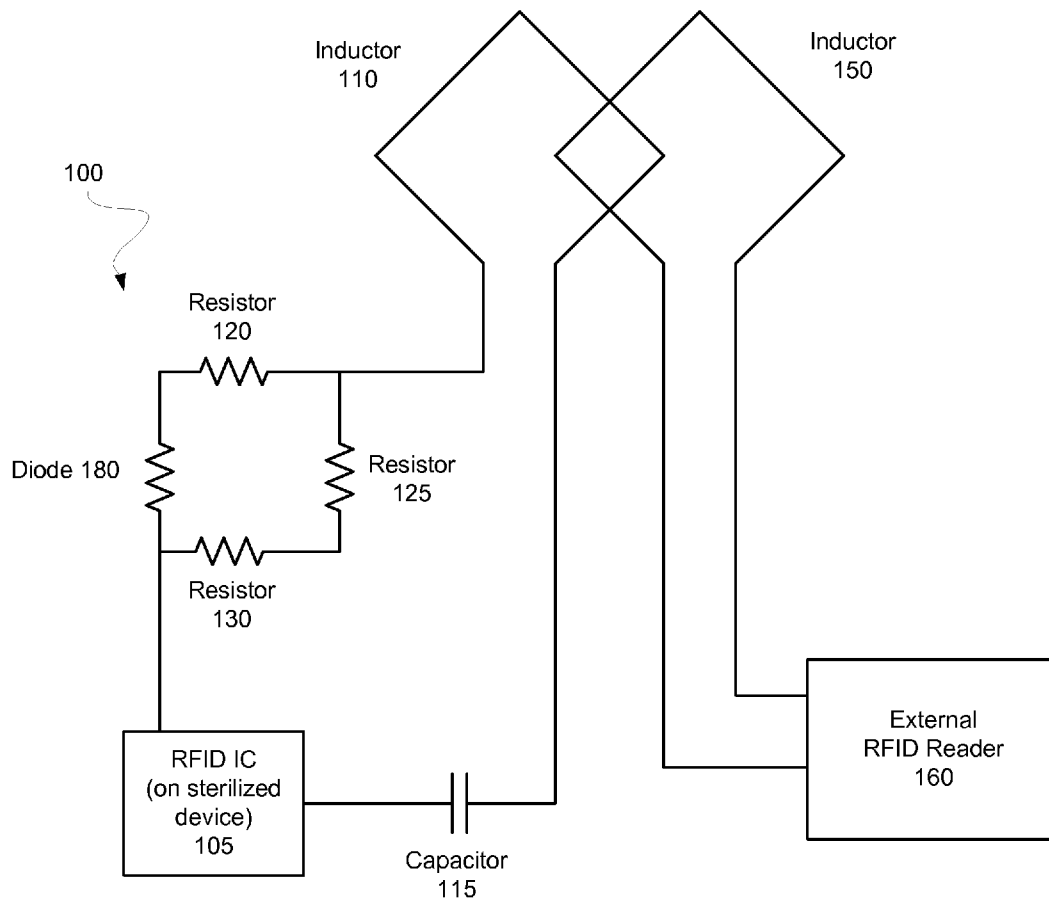 Inductor
110
Inductor
150
100
Resistor
120
Diode 180
Resistor
125
Resistor
130
RFID IC
(on sterilized
device)
105
Capacitor
115
External
RFID Reader
160